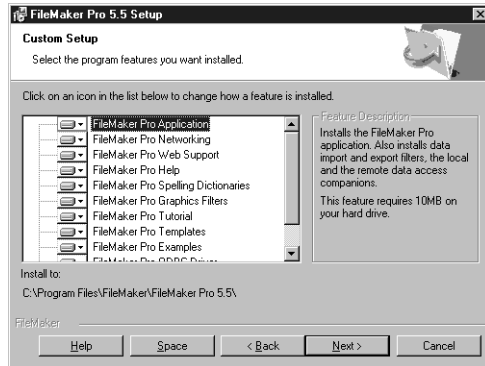 FileMaker Pro 5.5 Setup
Custom Setup
Select the program features you want installed.
Click on an icon in the list below to change how a feature is installed.
FileMaker Pro Application
FileMaker Pro Networking
FileMaker Pro Web Support
FileMaker Pro Help
FileMaker Pro Spelling Dictionaries
FileMaker Pro Graphics Filters
FileMaker Pro Tutorial
FileMaker Pro Templates
FileMaker Pro Examples
FileMaker Pro ODBC Driver
Feature Description
Installs the FileMaker Pro
application. Also installs data
import and export filters, the local
and the remote data access
companions.
This feature requires 10MB on
your hard drive.
Install to:
C:\Program Files\FileMaker\FileMaker Pro 5.5\
FileMaker
Help
Space
< Back
Next >
Cancel